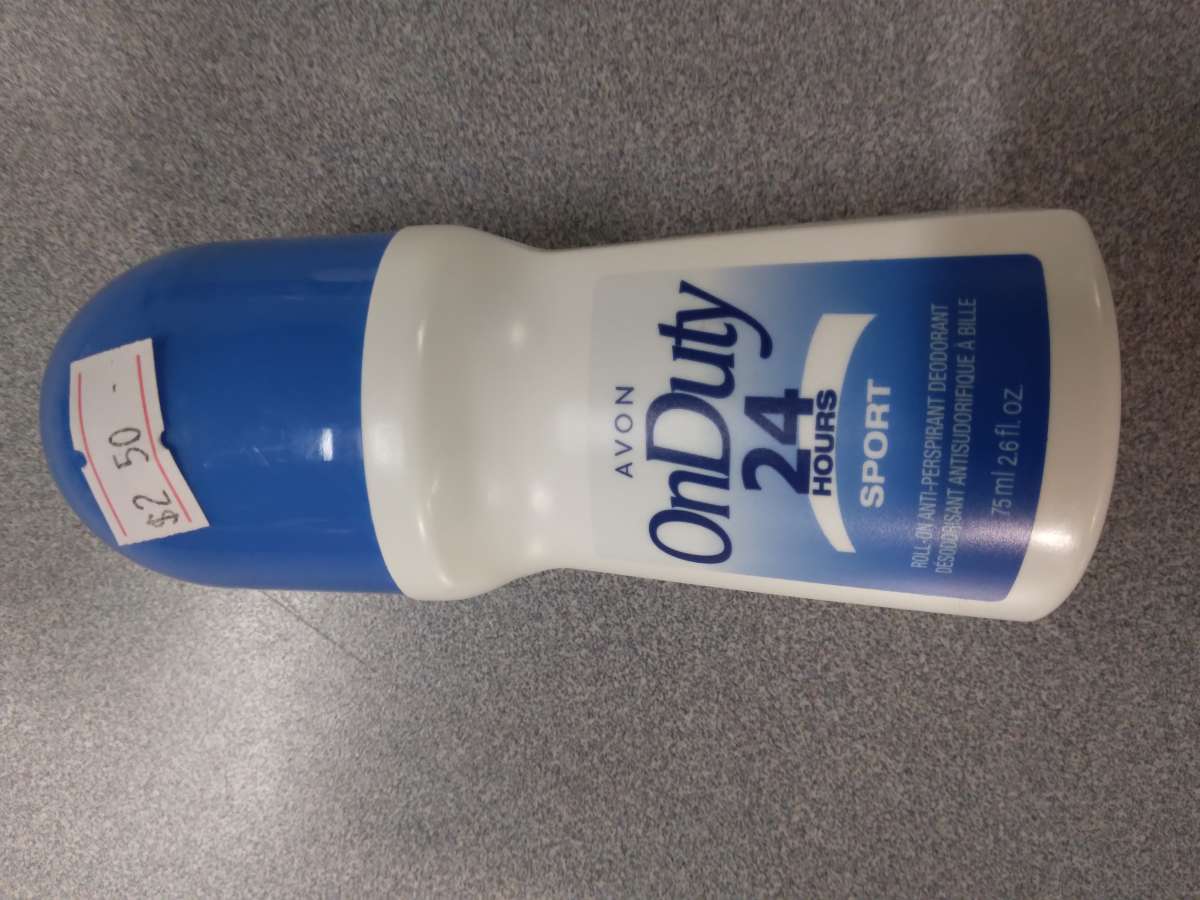 AVON
OnDuty
24
HOURS
SPORT
ROLL-ON ANTI-PERSPIRANT DEODORANT
DÉSODORISANT ANTISUDORIFIQUE À BILLE
75 ml 2.6 fl. oz.
$2 50 -